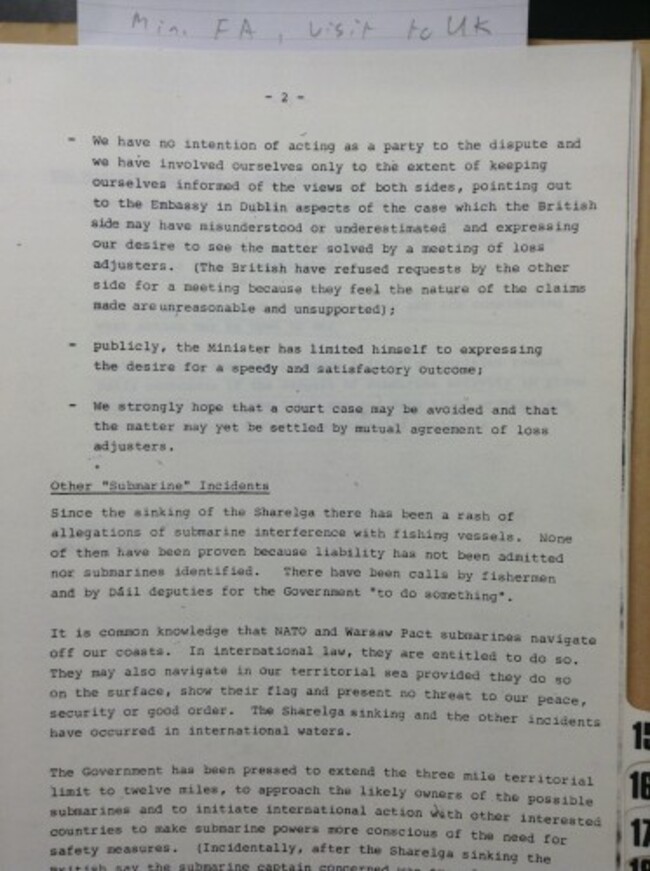 Min. FA, visit to UK
- 2 -
- We have no intention of acting as a party to the dispute and
we have involved ourselves only to the extent of keeping
ourselves informed of the views of both sides, pointing out
to the Embassy in Dublin aspects of the case which the British
side may have misunderstood or underestimated and expressing
our desire to see the matter solved by a meeting of loss
adjusters. (The British have refused requests by the other
side for a meeting because they feel the nature of the claims
made are unreasonable and unsupported);
- publicly, the Minister has limited himself to expressing
the desire for a speedy and satisfactory outcome;
- We strongly hope that a court case may be avoided and that
the matter may yet be settled by mutual agreement of loss
adjusters.
Other "Submarine" Incidents
Since the sinking of the Sharelga there has been a rash of
allegations of submarine interference with fishing vessels. None
of them have been proven because liability has not been admitted
nor submarines identified. There have been calls by fishermen
and by Dáil deputies for the Government "to do something".
It is common knowledge that NATO and Warsaw Pact submarines navigate
off our coasts. In international law, they are entitled to do so.
They may also navigate in our territorial sea provided they do so
on the surface, show their flag and present no threat to our peace,
security or good order. The Sharelga sinking and the other incidents
have occurred in international waters.
The Government has been pressed to extend the three mile territorial
limit to twelve miles, to approach the likely owners of the possible
submarines and to initiate international action with other interested
countries to make submarine powers more conscious of the need for
safety measures. (Incidentally, after the Sharelga sinking the
British say the submarine captain concerned was
15
16
17
18